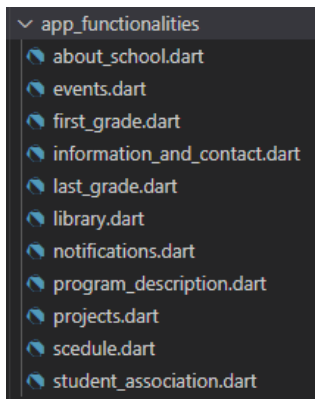 app_functionalities
about_school.dart
events.dart
first_grade.dart
information_and_contact.dart
last_grade.dart
library.dart
notifications.dart
program_description.dart
projects.dart
scedule.dart
student_association.dart